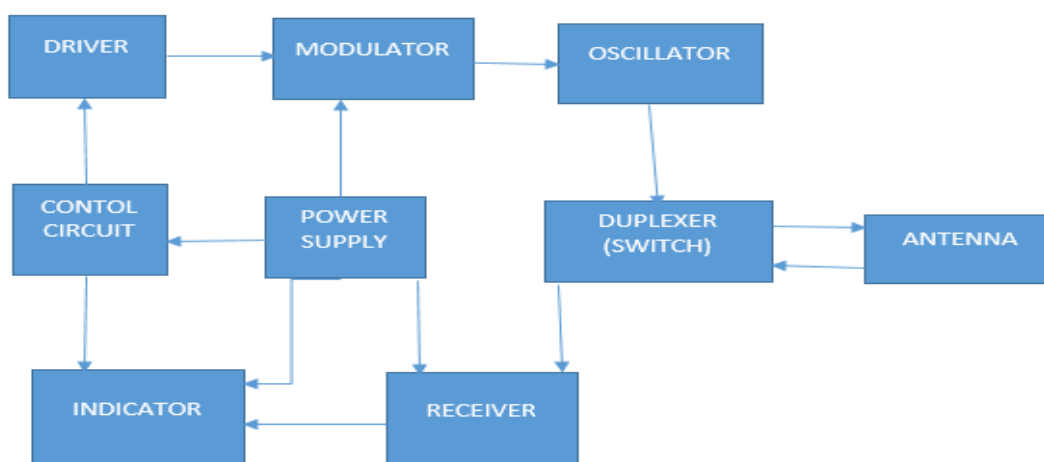 DRIVER
MODULATOR
OSCILLATOR
CONTOL
CIRCUIT
POWER
SUPPLY
DUPLEXER
(SWITCH)
ANTENNA
INDICATOR
RECEIVER